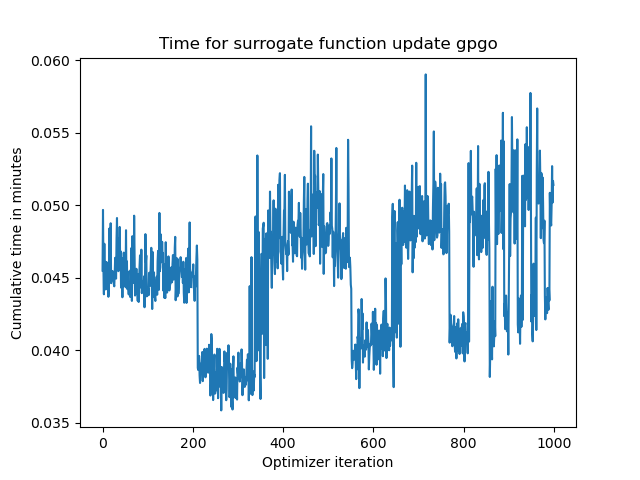 Time for surrogate function update gpgo
0.060
0.055
0.050
0.045
0.040
0.035
Cumulative time in minutes
0 200 400 600 800 1000
Optimizer iteration